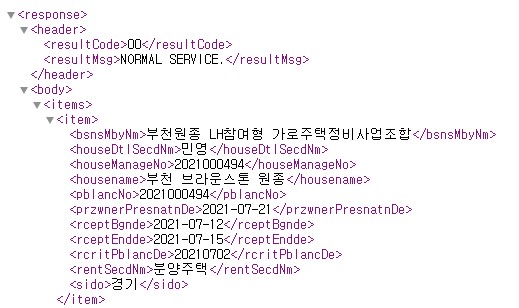 <response>
<header>
<resultCode>00</resultCode>
<resultMsg>NORMAL SERVICE.</resultMsg>
</header>
<body>
<items>
<item>
<bsnsMbyNm>부천원종 LH참여형 가로주택정비사업조합</bsnsMbyNm>
<houseDtlSecdNm>민영</houseDtlSecdNm>
<houseManageNo>2021000494</houseManageNo>
<housename>부천 브라운스톤 원종</housename>
<pblancNo>2021000494</pblancNo>
<przwnerPresnatnDe>2021-07-21</przwnerPresnatnDe>
<rceptBgnde>2021-07-12</rceptBgnde>
<rceptEndde>2021-07-15</rceptEndde>
<rcritPblancDe>20210702</rcritPblancDe>
<rentSecdNm>분양주택</rentSecdNm>
<sido>경기</sido>
</item>